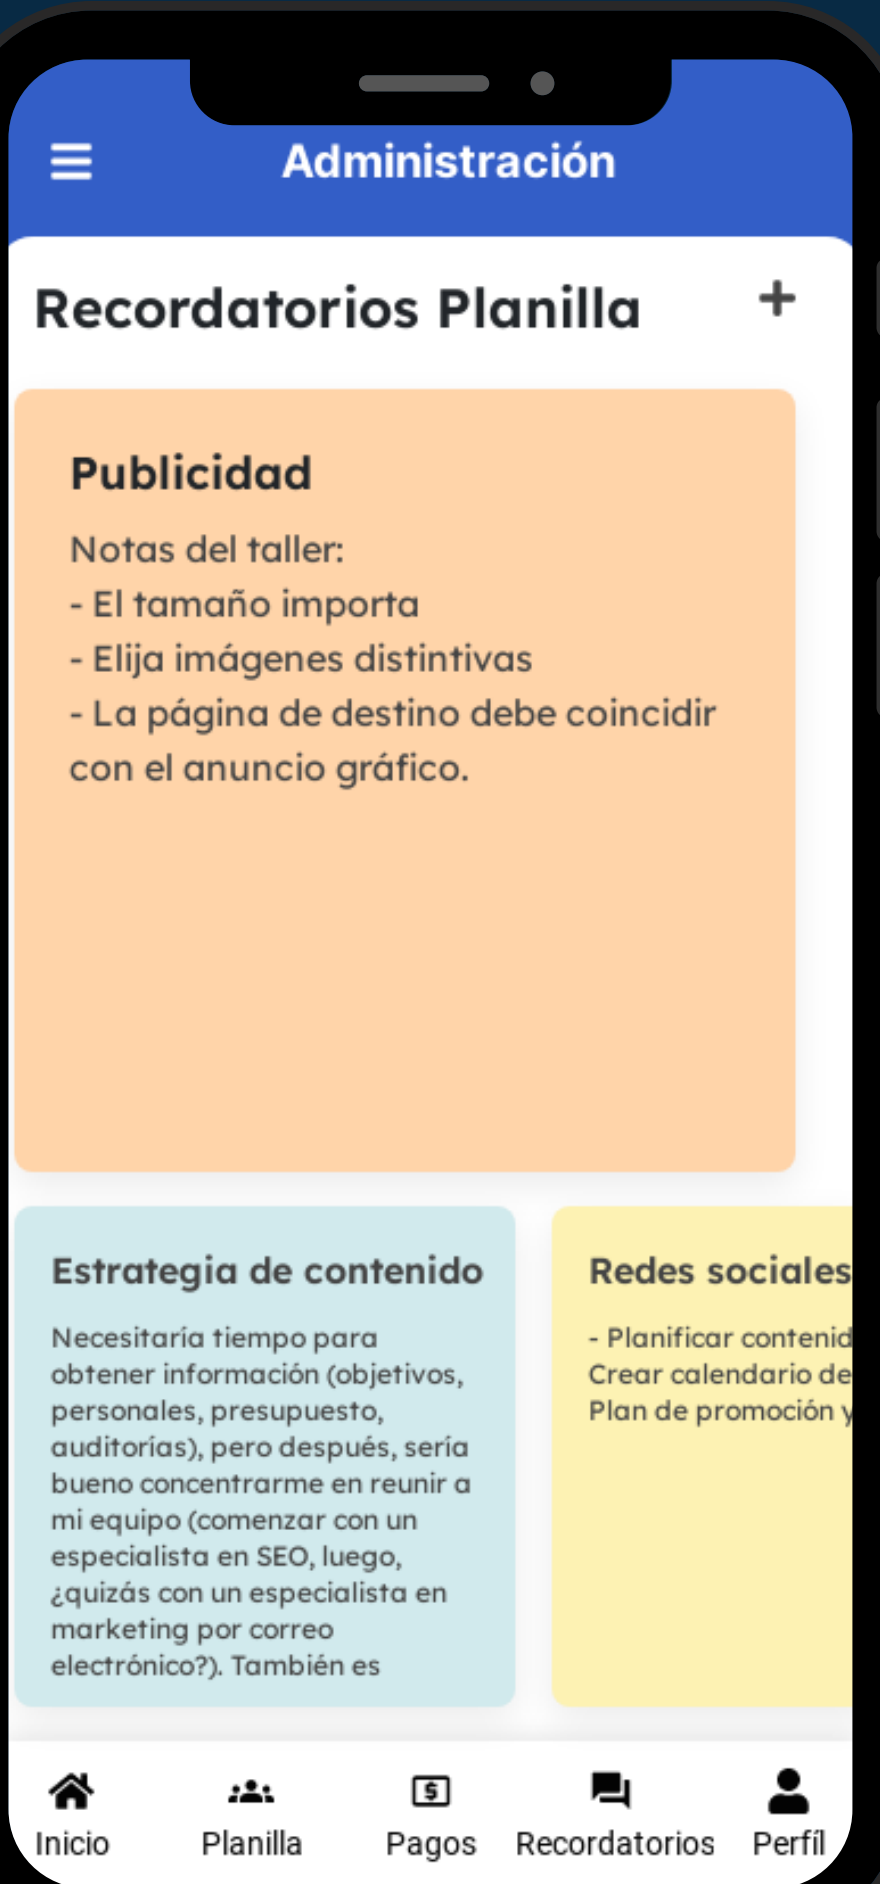 Administración
Recordatorios Planilla
Publicidad
Notas del taller:
- El tamaño importa
- Elija imágenes distintivas
- La página de destino debe coincidir
con el anuncio gráfico.
Estrategia de contenido
Necesitaría tiempo para
obtener información (objetivos,
personales, presupuesto,
auditorías), pero después, sería
bueno concentrarme en reunir a
mi equipo (comenzar con un
especialista en SEO, luego,
¿quizás con un especialista en
marketing por correo
electrónico?). También es
Redes sociales
- Planificar contenid
Crear calendario de
Plan de promoción y
Inicio
Planilla
Pagos
Recordatorios
Perfíl